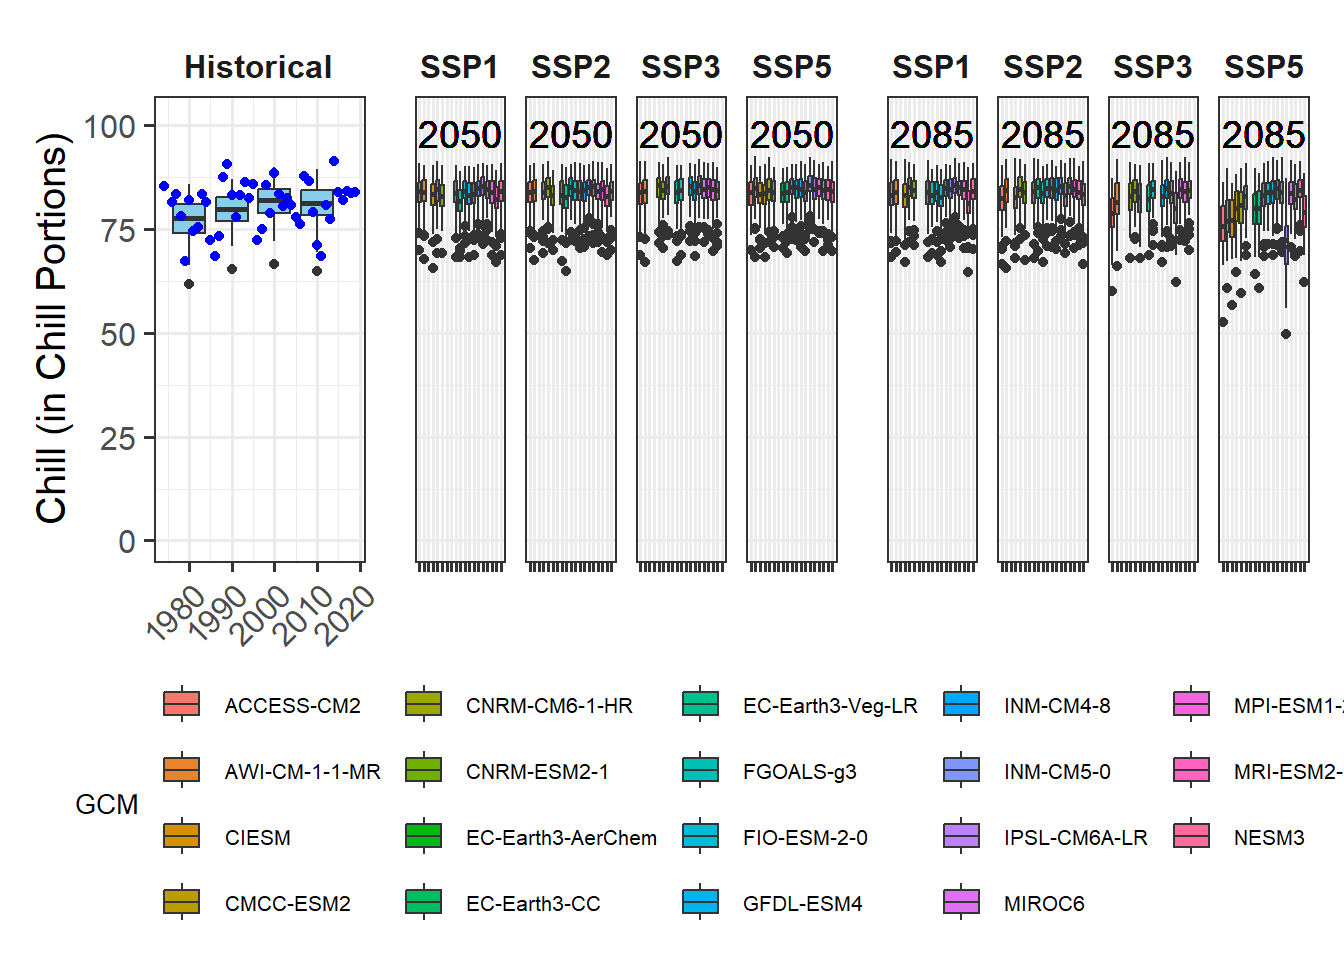 Historical SSP1 SSP2 SSP3 SSP5 SSP1 SSP2 SSP3 SSP5
2050 2050 2050 2050 2085 2085 2085 2085
Chill (in Chill Portions)
100
75
50
25
0
1980 1990 2000 2010 2020
GCM
ACCESS-CM2 CNRM-CM6-1-HR EC-Earth3-Veg-LR INM-CM4-8 MPI-ESM1-
AWI-CM-1-1-MR CNRM-ESM2-1 FGOALS-g3 INM-CM5-0 MRI-ESM2-
CIESM EC-Earth3-AerChem FIO-ESM-2-0 IPSL-CM6A-LR NESM3
CMCC-ESM2 EC-Earth3-CC GFDL-ESM4 MIROC6